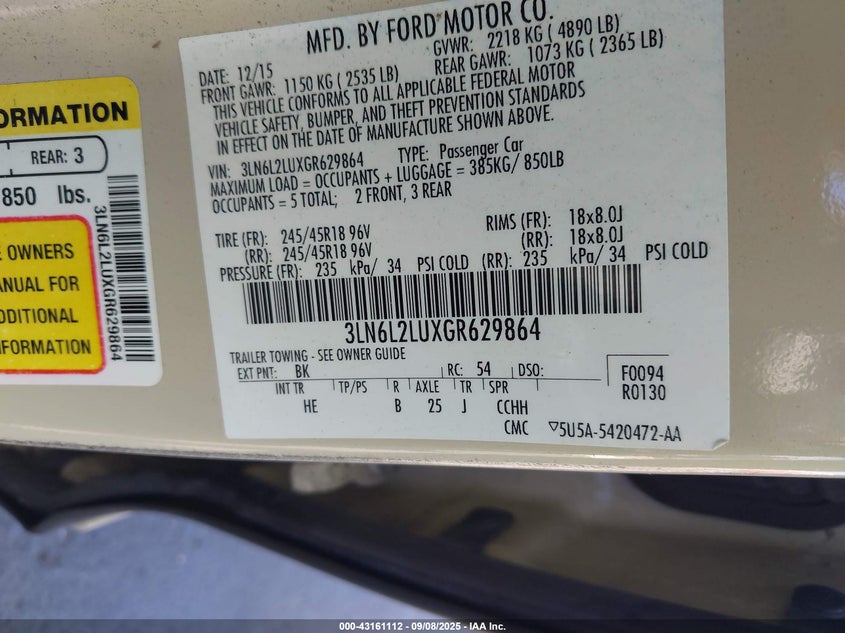 MFD. BY FORD MOTOR CO.
DATE: 12/15 GVWR: 2218 KG ( 4890 LB)
FRONT GAWR: 1150 KG ( 2535 LB) REAR GAWR: 1073 KG ( 2365 LB)
THIS VEHICLE CONFORMS TO ALL APPLICABLE FEDERAL MOTOR
VEHICLE SAFETY, BUMPER, AND THEFT PREVENTION STANDARDS
IN EFFECT ON THE DATE OF MANUFACTURE SHOWN ABOVE.
VIN: 3LN6L2LUXGR629864 TYPE: Passenger Car
MAXIMUM LOAD = OCCUPANTS + LUGGAGE = 385KG/ 850LB
OCCUPANTS = 5 TOTAL; 2 FRONT, 3 REAR
TIRE (FR): 245/45R18 96V RIMS (FR): 18x8.0J
(RR): 245/45R18 96V (RR): 18x8.0J
PRESSURE (FR): 235 kPa/ 34 PSI COLD (RR): 235 kPa/ 34 PSI COLD
3LN6L2LUXGR629864
TRAILER TOWING - SEE OWNER GUIDE
EXT PNT: BK RC: 54 DSO:
INT TR TP/PS R AXLE TR SPR
HE B 25 J CCHH
CMC ▽5U5A-5420472-AA
F0094
R0130
ORMATION
REAR: 3
850 lbs.
OWNERS
ANUAL FOR
DITIONAL
NFORMATION
3LN6L2LUXGR629864
000-43161112 - 09/08/2025 - IAA Inc.